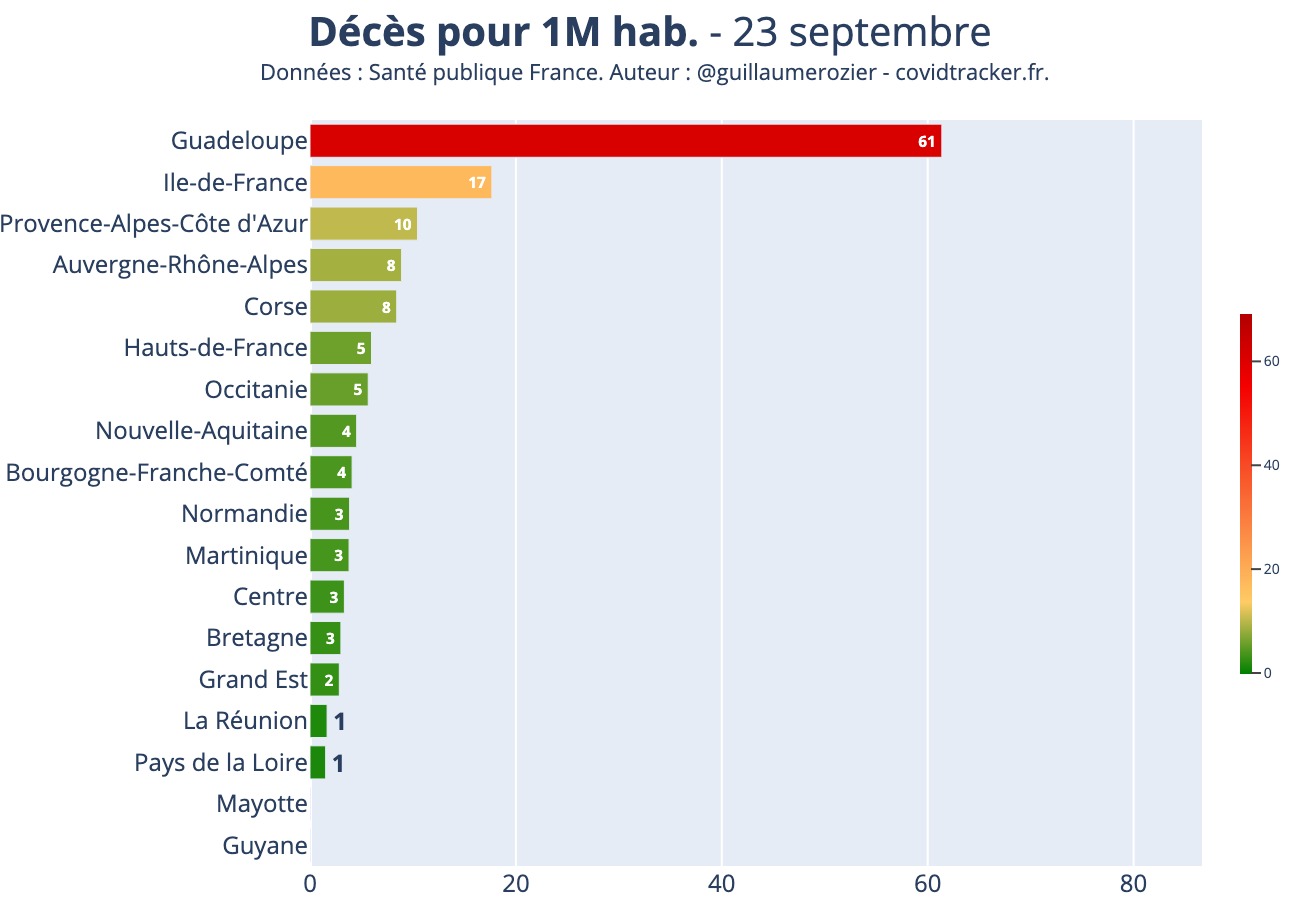 Décès pour 1M hab. - 23 septembre
Données : Santé publique France. Auteur : @guillaumerozier - covidtracker.fr.
Guadeloupe 61
Ile-de-France 17
Provence-Alpes-Côte d'Azur 10
Auvergne-Rhône-Alpes 8
Corse 8
Hauts-de-France 5
Occitanie 5
Nouvelle-Aquitaine 4
Bourgogne-Franche-Comté 4
Normandie 3
Martinique 3
Centre 3
Bretagne 3
Grand Est 2
La Réunion 1
Pays de la Loire 1
Mayotte
Guyane
0 20 40 60 80
60
40
20
0